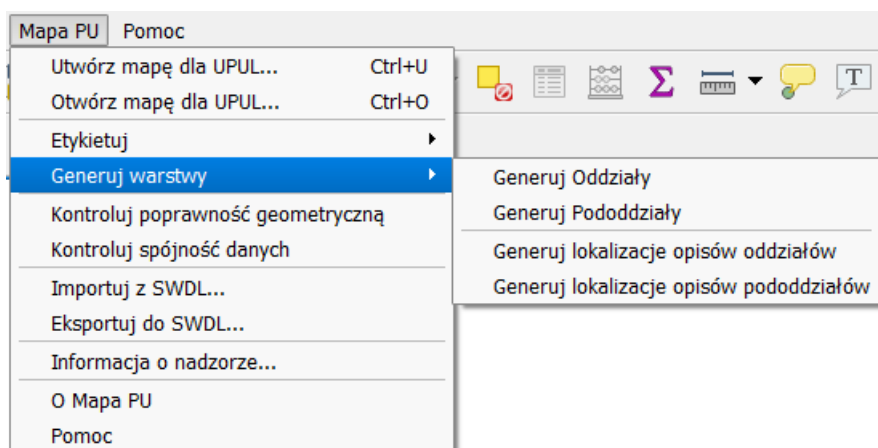 Mapa PU Pomoc
Utwórz mapę dla UPUL... Ctrl+U
Otwórz mapę dla UPUL... Ctrl+O
Etykietuj
Generuj warstwy
Generuj Oddziały
Generuj Pododdziały
Generuj lokalizacje opisów oddziałów
Generuj lokalizacje opisów pododdziałów
Kontroluj poprawność geometryczną
Kontroluj spójność danych
Importuj z SWDL...
Eksportuj do SWDL...
Informacja o nadzorze...
O Mapa PU
Pomoc